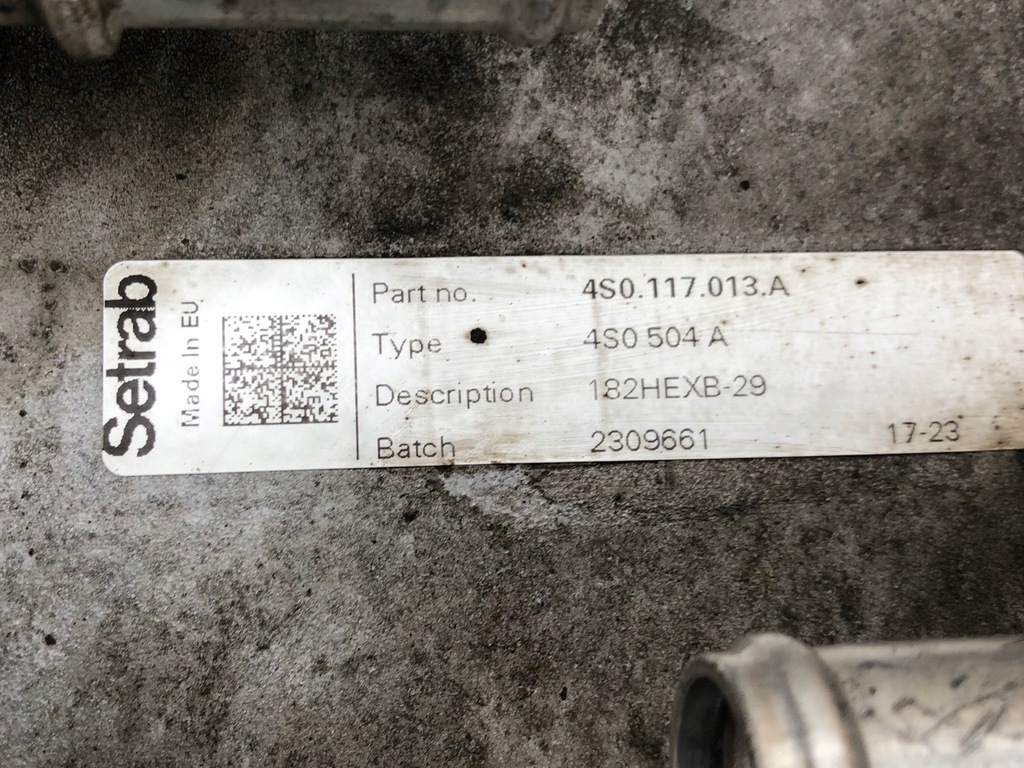 Setrab
Made In EU.
Part no. 4S0.117.013.A
Type 4S0 504 A
Description 182HEXB-29
Batch 2309661 17-23